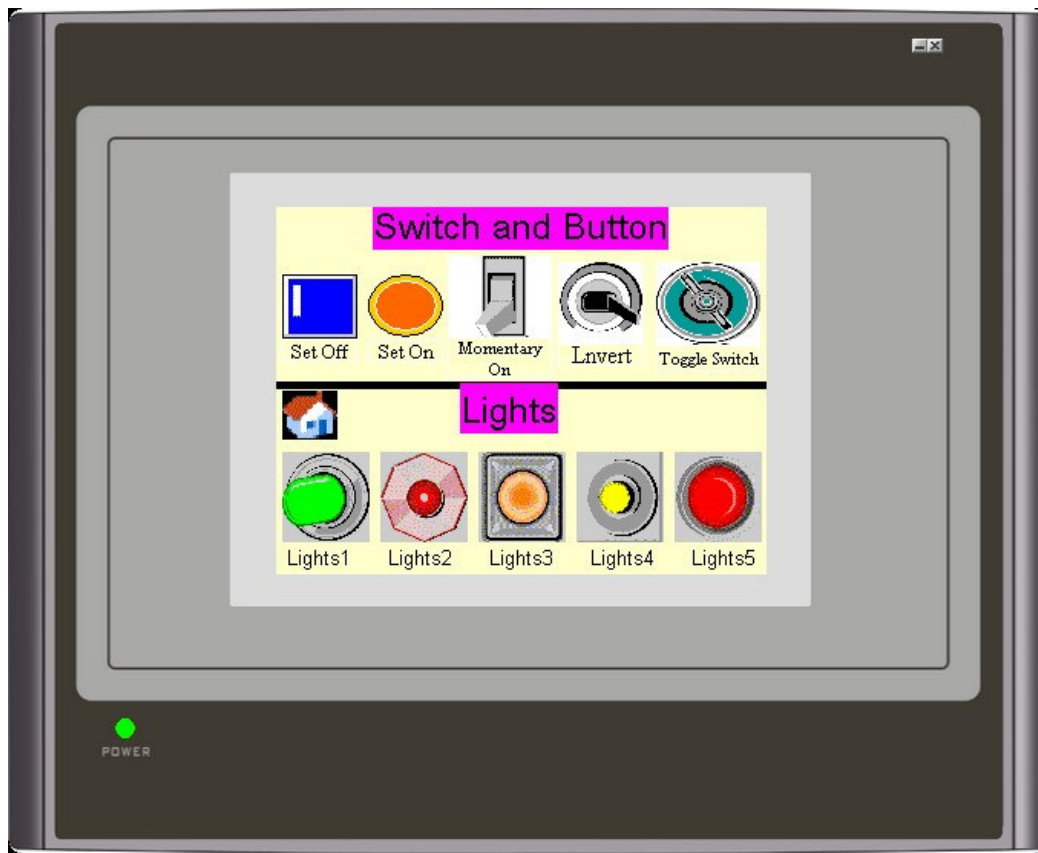 Switch and Button
Set Off
Set On
Momentary
On
Lnvert
Toggle Switch
Lights
Lights1
Lights2
Lights3
Lights4
Lights5
POWER